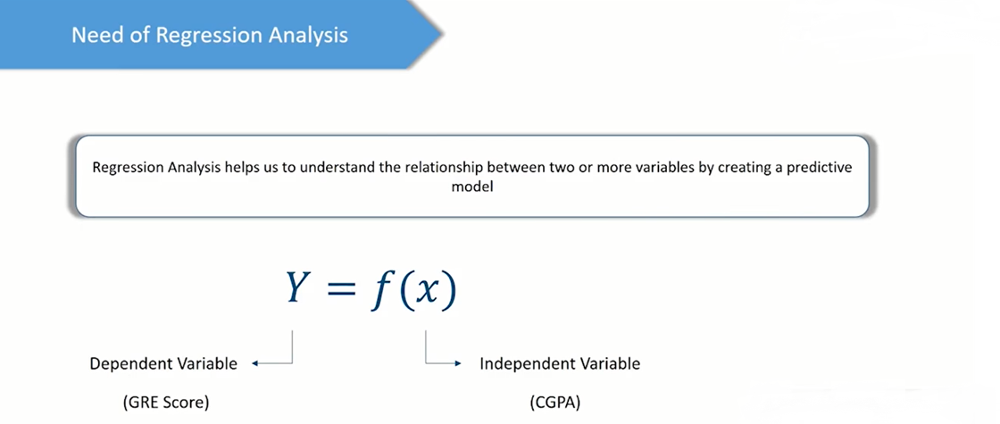 Need of Regression Analysis
Regression Analysis helps us to understand the relationship between two or more variables by creating a predictive
model
Y = f(x)
Dependent Variable
Independent Variable
(GRE Score)
(CGPA)